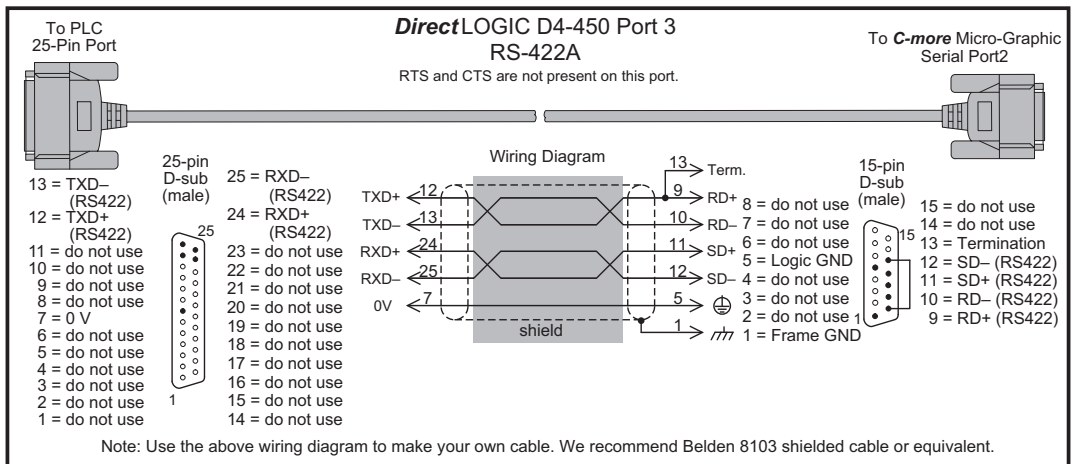 To PLC
25-Pin Port
DirectLOGIC D4-450 Port 3
RS-422A
RTS and CTS are not present on this port.
To C-more Micro-Graphic
Serial Port2
25-pin
D-sub
(male)
13 = TXD–
(RS422)
12 = TXD+
(RS422)
11 = do not use
10 = do not use
9 = do not use
8 = do not use
7 = 0 V
6 = do not use
5 = do not use
4 = do not use
3 = do not use
2 = do not use
1 = do not use
25
1
25 = RXD–
(RS422)
24 = RXD+
(RS422)
23 = do not use
22 = do not use
21 = do not use
20 = do not use
19 = do not use
18 = do not use
17 = do not use
16 = do not use
15 = do not use
14 = do not use
Wiring Diagram
13 Term.
TXD+ 12 9 RD+
TXD– 13 10 RD–
RXD+ 24 11 SD+
RXD– 25 12 SD–
0V 7 5
1
shield
8 = do not use
7 = do not use
6 = do not use
5 = Logic GND
4 = do not use
3 = do not use
2 = do not use
1 = Frame GND
15-pin
D-sub
(male)
15
1
15 = do not use
14 = do not use
13 = Termination
12 = SD– (RS422)
11 = SD+ (RS422)
10 = RD– (RS422)
9 = RD+ (RS422)
Note: Use the above wiring diagram to make your own cable. We recommend Belden 8103 shielded cable or equivalent.